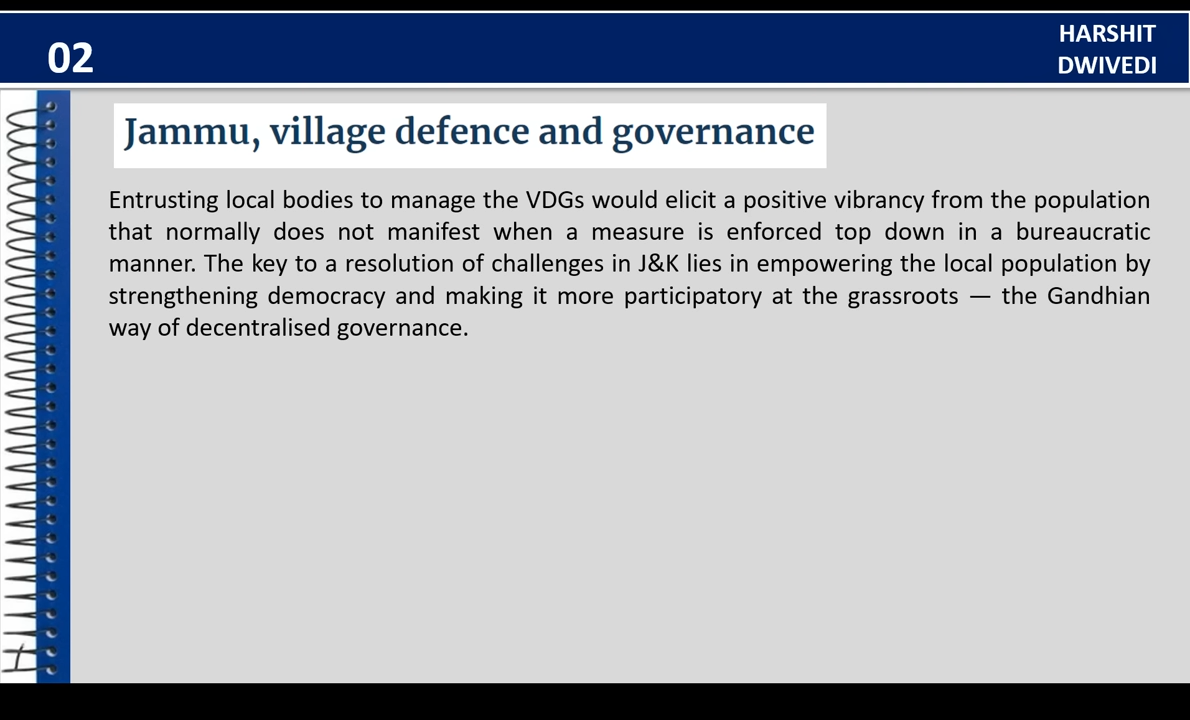 02
HARSHIT
DWIVEDI
Jammu, village defence and governance
Entrusting local bodies to manage the VDGs would elicit a positive vibrancy from the population
that normally does not manifest when a measure is enforced top down in a bureaucratic
manner. The key to a resolution of challenges in J&K lies in empowering the local population by
strengthening democracy and making it more participatory at the grassroots — the Gandhian
way of decentralised governance.